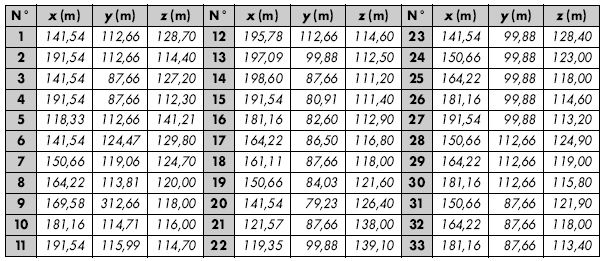 N° x (m) y (m) z (m) N° x (m) y (m) z (m) N° x (m) y (m) z (m)
1 141,54 112,66 128,70 12 195,78 112,66 114,60 23 141,54 99,88 128,40
2 191,54 112,66 114,40 13 197,09 99,88 112,50 24 150,66 99,88 123,00
3 141,54 87,66 127,20 14 198,60 87,66 111,20 25 164,22 99,88 118,00
4 191,54 87,66 112,30 15 191,54 80,91 111,40 26 181,16 99,88 114,60
5 118,33 112,66 141,21 16 181,16 82,60 112,90 27 191,54 99,88 113,20
6 141,54 124,47 129,80 17 164,22 86,50 116,80 28 150,66 112,66 124,90
7 150,66 119,06 124,70 18 161,11 87,66 118,00 29 164,22 112,66 119,00
8 164,22 113,81 120,00 19 150,66 84,03 121,60 30 181,16 112,66 115,80
9 169,58 312,66 118,00 20 141,54 79,23 126,40 31 150,66 87,66 121,90
10 181,16 114,71 116,00 21 121,57 87,66 138,00 32 164,22 87,66 118,00
11 191,54 115,99 114,70 22 119,35 99,88 139,10 33 181,16 87,66 113,40